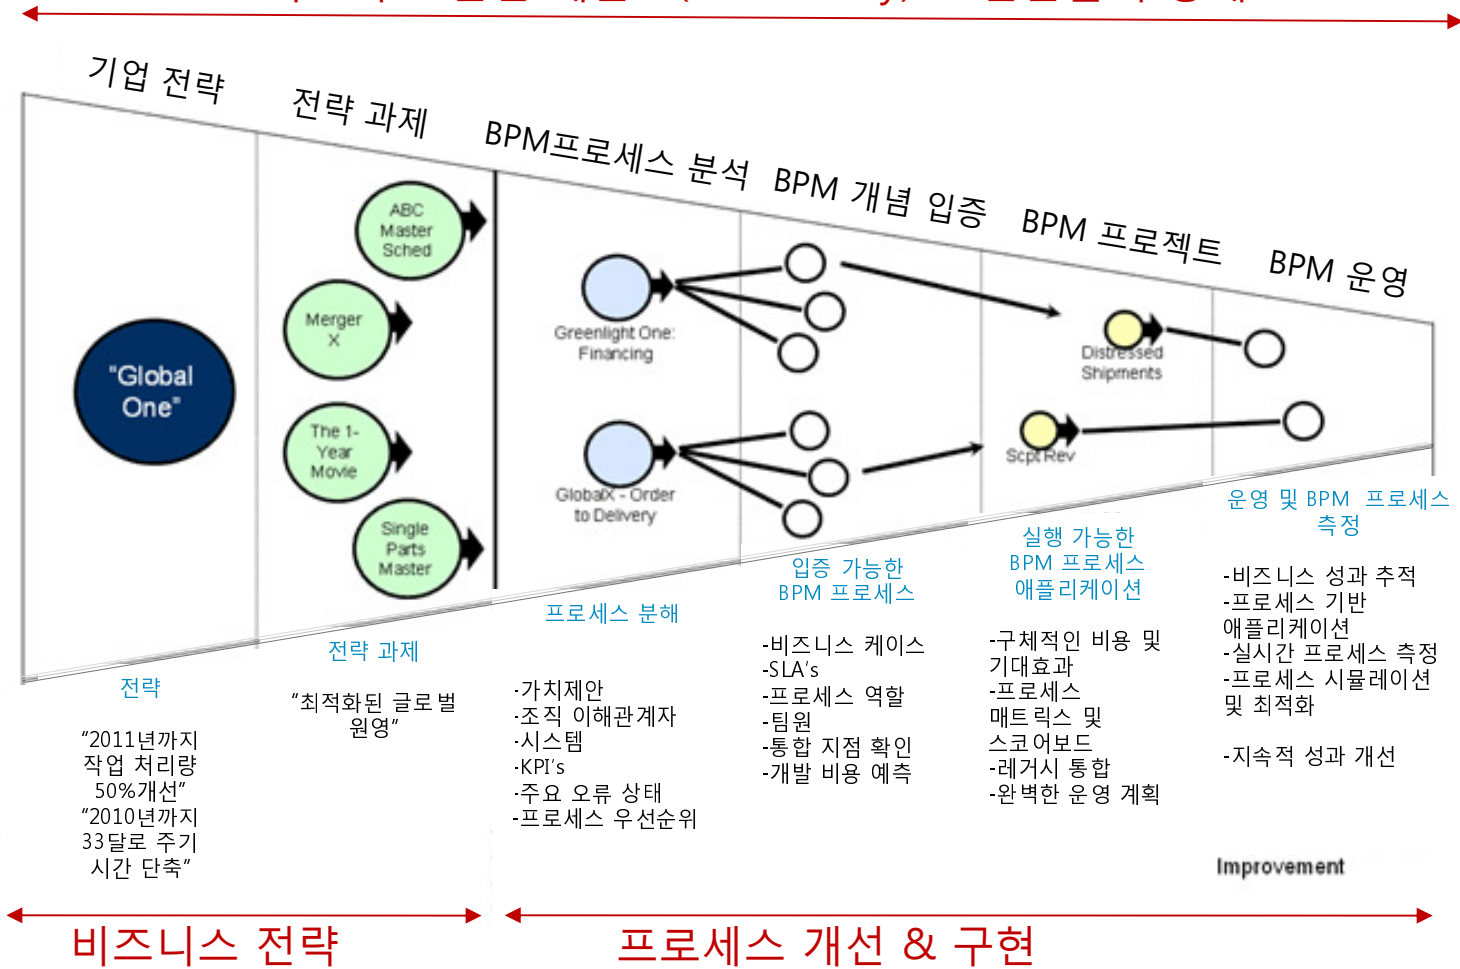 기업 전략
전략 과제
BPM프로세스 분석
BPM 개념 입증
BPM 프로젝트
BPM 운영
"Global
One"
ABC
Master
Sched
Merger
X
The 1-
Year
Movie
Single
Parts
Master
Greenlight One:
Financing
GlobalX - Order
to Delivery
Distressed
Shipments
Scpt Rev
전략
"2011년까지
작업 처리량
50%개선"
"2010년까지
33달로 주기
시간 단축"
전략 과제
"최적화된 글로벌
원영"
프로세스 분해
-가치제안
-조직 이해관계자
-시스템
-KPI's
-주요 오류 상태
-프로세스 우선순위
입증 가능한
BPM 프로세스
-비즈니스 케이스
-SLA's
-프로세스 역할
-팀원
-통합 지점 확인
-개발 비용 예측
실행 가능한
BPM 프로세스
애플리케이션
-구체적인 비용 및
기대효과
-프로세스
매트릭스 및
스코어보드
-레거시 통합
-완벽한 운영 계획
운영 및 BPM 프로세스
측정
-비즈니스 성과 추적
-프로세스 기반
애플리케이션
-실시간 프로세스 측정
-프로세스 시뮬레이션
및 최적화
-지속적 성과 개선
Improvement
비즈니스 전략
프로세스 개선 & 구현